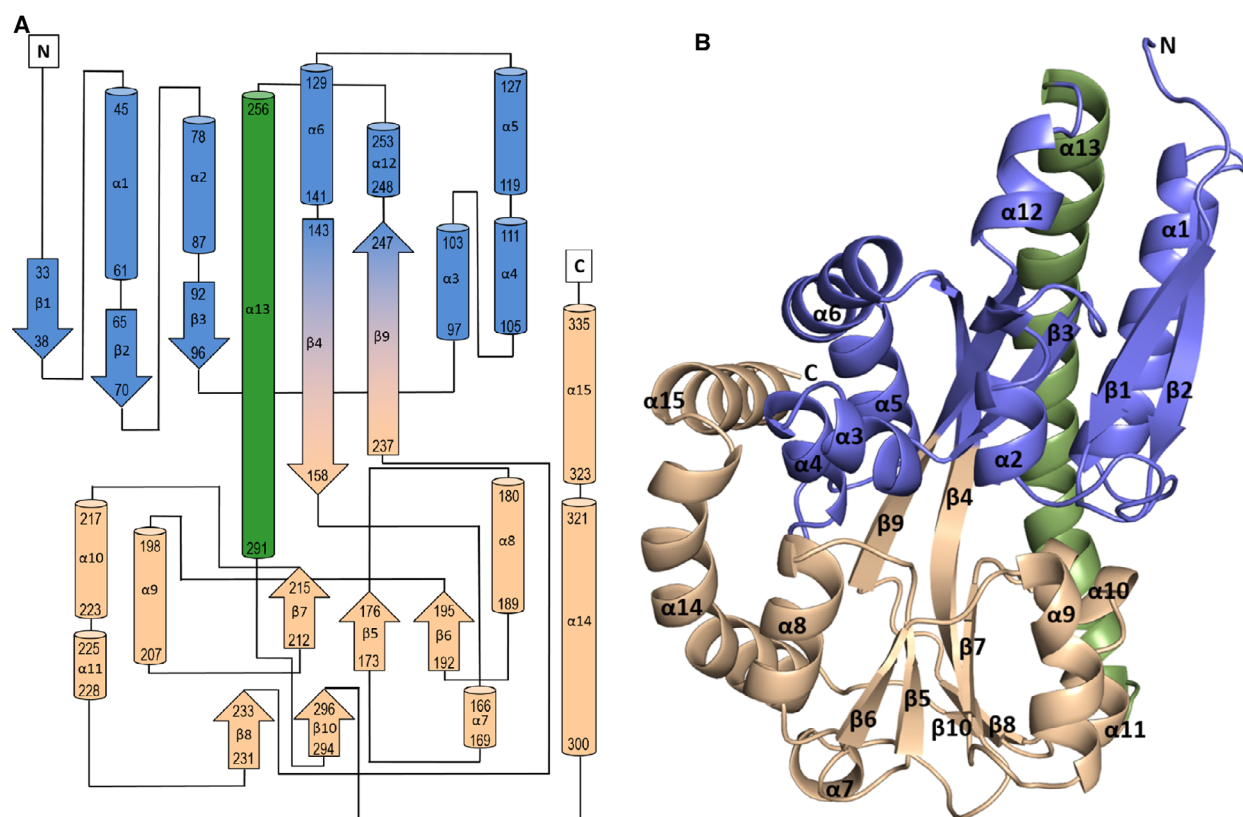 A
N
45
α1
61
78
α2
87
256
α13
291
129
α6
141
253
α12
248
127
α5
119
33
β1
38
65
β2
70
92
β3
96
143
β4
158
247
β9
237
103
α3
97
111
α4
105
C
335
α15
323
217
α10
223
225
α11
228
198
α9
207
215
β7
212
176
β5
173
195
β6
192
180
α8
189
321
α14
300
233
β8
231
296
β10
294
166
α7
169
B
N
α13
α12
α1
α6
β3
C
α15
α5
β1
β2
α3
α4
α2
β4
β9
α10
α9
α14
α8
β7
β5
β6
β10
β8
α11
α7